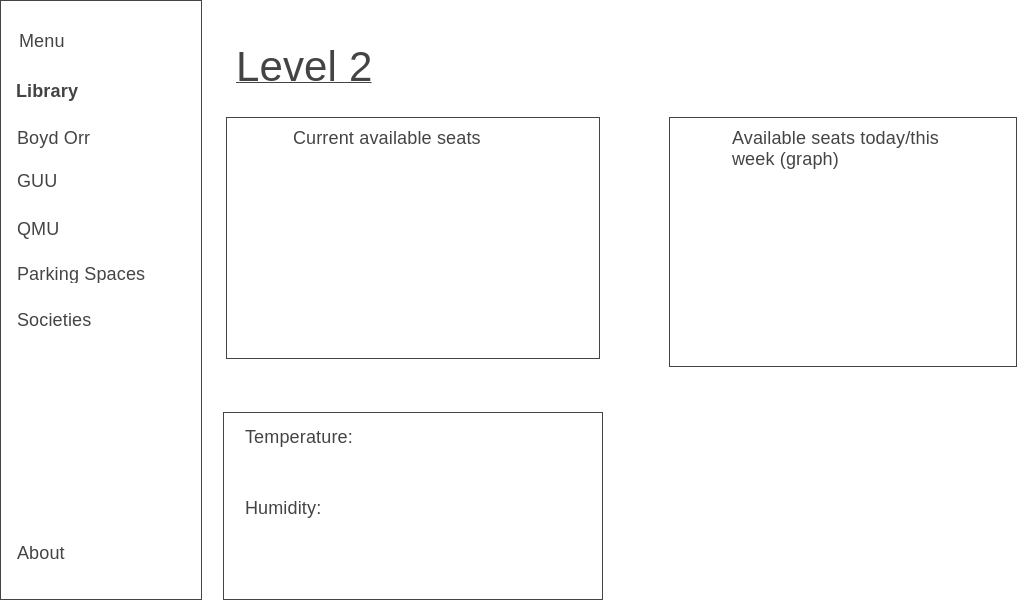 Menu
Library
Boyd Orr
GUU
QMU
Parking Spaces
Societies
About
Level 2
Current available seats
Available seats today/this
week (graph)
Temperature:
Humidity: